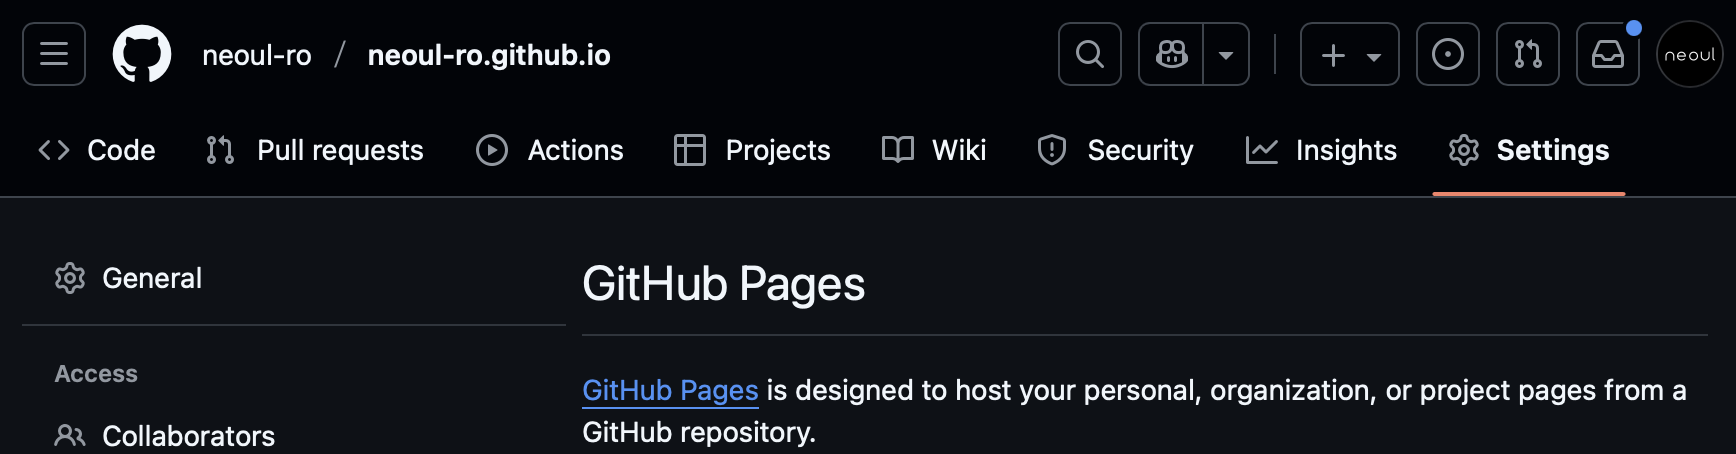 neoul-ro / neoul-ro.github.io
neoul
Code Pull requests Actions Projects Wiki Security Insights Settings
General
Access
Collaborators
GitHub Pages
GitHub Pages is designed to host your personal, organization, or project pages from a
GitHub repository.